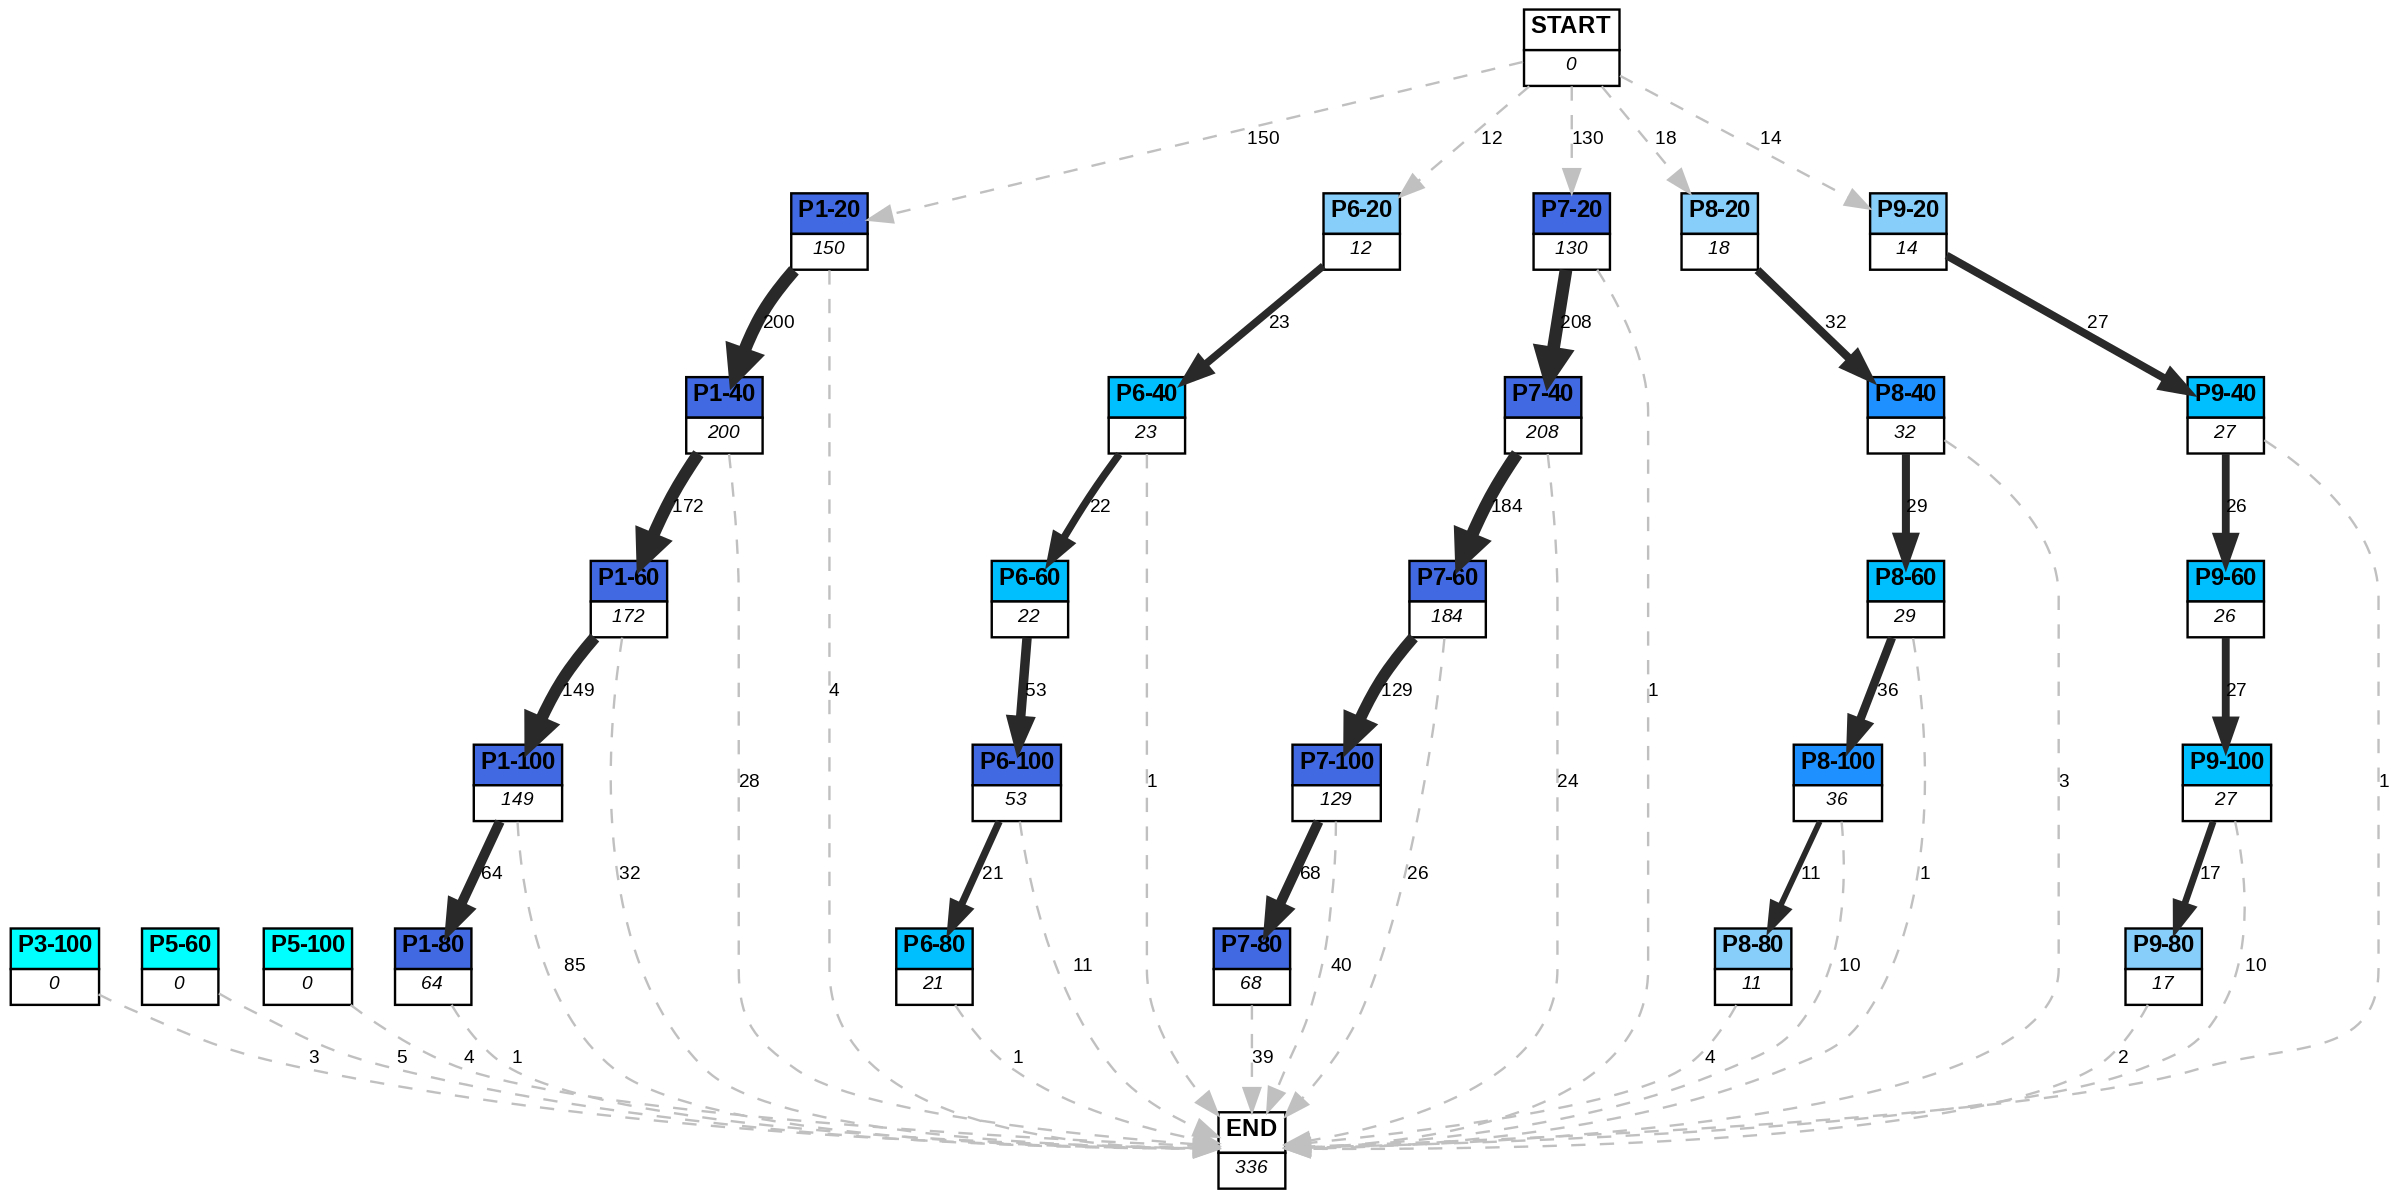 START
0
150
12
130
18
14
P1-20
150
P6-20
12
P7-20
130
P8-20
18
P9-20
14
200
23
208
32
27
P1-40
200
P6-40
23
P7-40
208
P8-40
32
P9-40
27
172
22
184
29
26
P1-60
172
P6-60
22
P7-60
184
P8-60
29
P9-60
26
149
4
53
129
1
36
27
P1-100
149
28
P6-100
53
1
P7-100
129
24
P8-100
36
3
P9-100
27
1
64
32
21
68
26
11
1
17
P3-100
0
P5-60
0
P5-100
0
P1-80
64
85
P6-80
21
11
P7-80
68
40
P8-80
11
10
P9-80
17
10
3
5
4
1
1
39
4
2
END
336